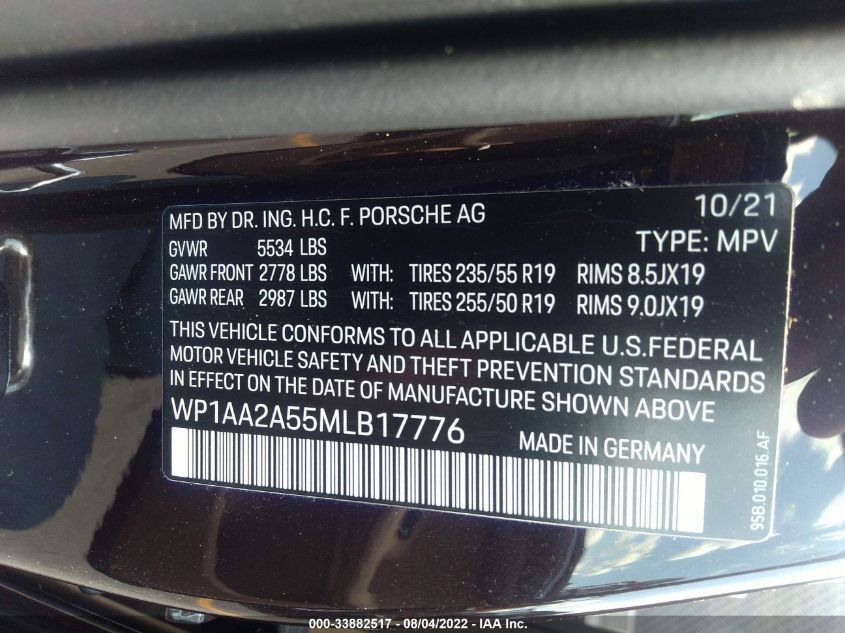 MFD BY DR. ING. H.C. F. PORSCHE AG 10/21
GVWR 5534 LBS TYPE: MPV
GAWR FRONT 2778 LBS WITH: TIRES 235/55 R19 RIMS 8.5JX19
GAWR REAR 2987 LBS WITH: TIRES 255/50 R19 RIMS 9.0JX19
THIS VEHICLE CONFORMS TO ALL APPLICABLE U.S.FEDERAL
MOTOR VEHICLE SAFETY AND THEFT PREVENTION STANDARDS
IN EFFECT ON THE DATE OF MANUFACTURE SHOWN ABOVE
WP1AA2A55MLB17776 MADE IN GERMANY
95B.010.016.AF
000-33882517 - 08/04/2022 - IAA Inc.